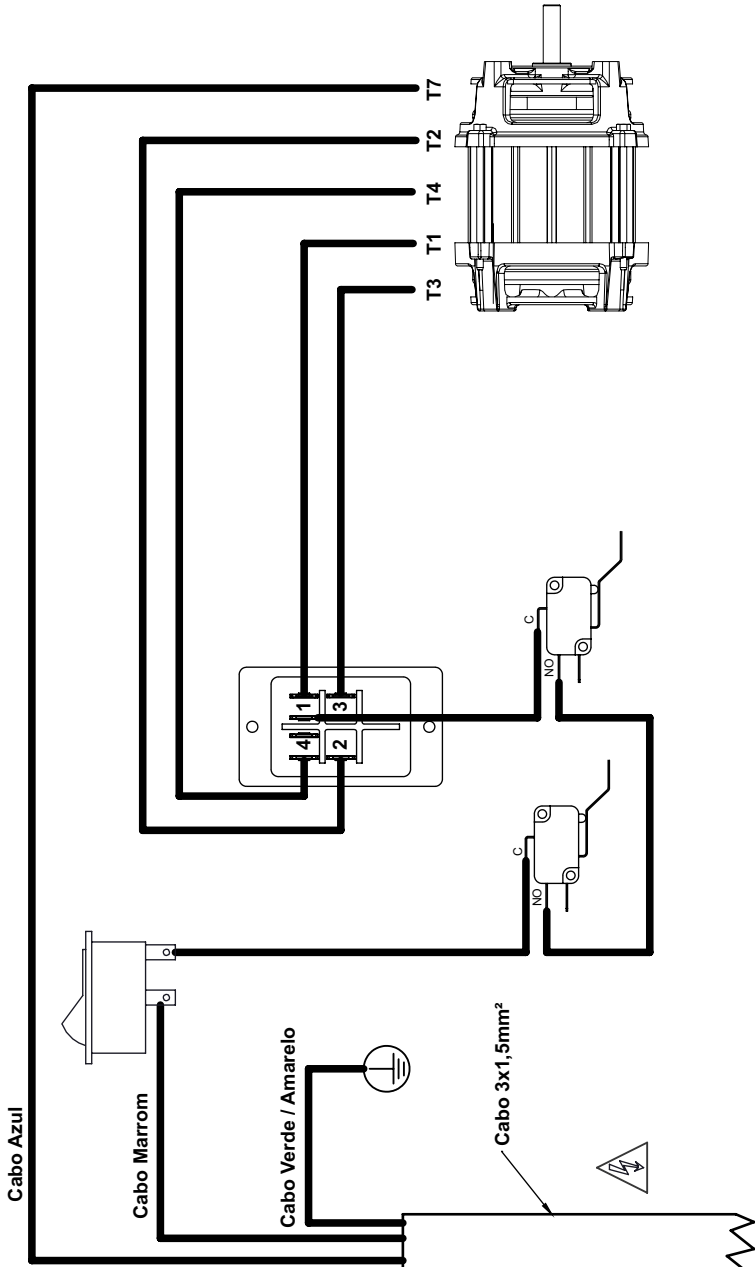 Cabo Azul
Cabo Marrom
Cabo Verde / Amarelo
Cabo 3x1,5mm²
C
NO
C
NO
4
1
2
3
T7
T2
T4
T1
T3